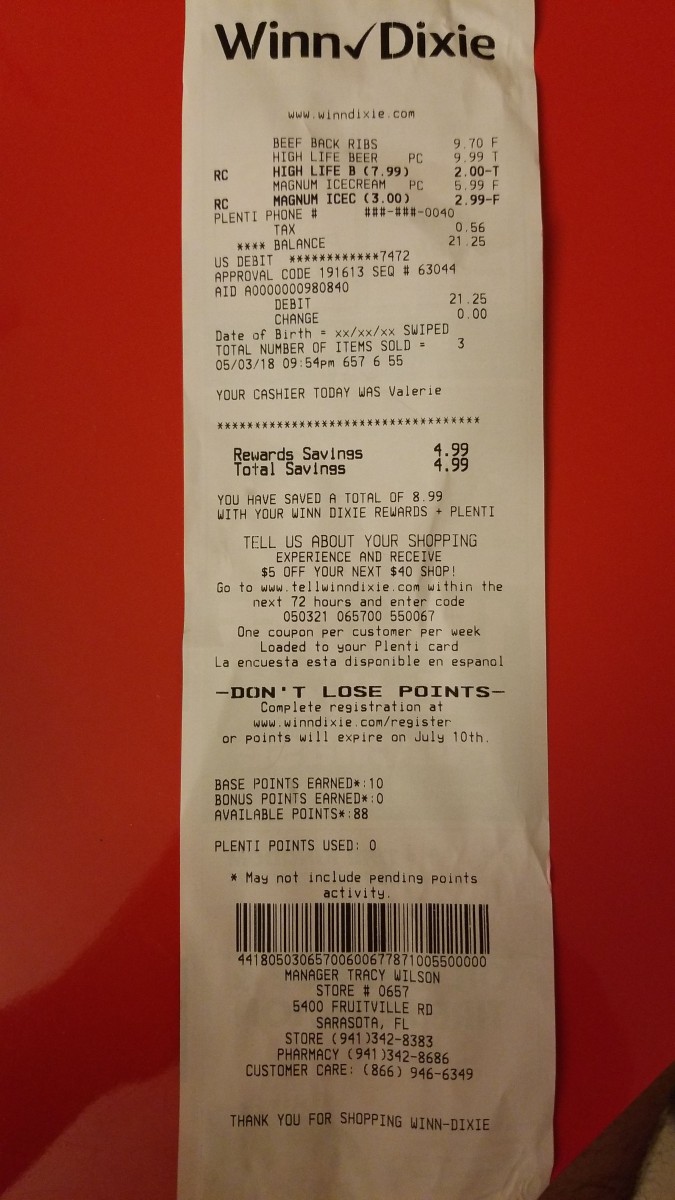 Winn✓Dixie
www.winndixie.com
BEEF BACK RIBS 9.70 F
HIGH LIFE BEER PC 9.99 T
RC HIGH LIFE B (7.99) 2.00-T
MAGNUM ICECREAM PC 5.99 F
RC MAGNUM ICEC (3.00) 2.99-F
PLENTI PHONE # ###-###-0040
TAX 0.56
**** BALANCE 21.25
US DEBIT ************7472
APPROVAL CODE 191613 SEQ # 63044
AID A0000000980840
DEBIT 21.25
CHANGE 0.00
Date of Birth = xx/xx/xx SWIPED
TOTAL NUMBER OF ITEMS SOLD = 3
05/03/18 09:54pm 657 6 55
YOUR CASHIER TODAY WAS Valerie
***********************************
Rewards Savings 4.99
Total Savings 4.99
YOU HAVE SAVED A TOTAL OF 8.99
WITH YOUR WINN DIXIE REWARDS + PLENTI
TELL US ABOUT YOUR SHOPPING
EXPERIENCE AND RECEIVE
$5 OFF YOUR NEXT $40 SHOP!
Go to www.tellwinndixie.com within the
next 72 hours and enter code
050321 065700 550067
One coupon per customer per week
Loaded to your Plenti card
La encuesta esta disponible en espanol
—DON'T LOSE POINTS—
Complete registration at
www.winndixie.com/register
or points will expire on July 10th.
BASE POINTS EARNED*:10
BONUS POINTS EARNED*:0
AVAILABLE POINTS*:88
PLENTI POINTS USED: 0
* May not include pending points
activity.
44180503065700600677871005500000
MANAGER TRACY WILSON
STORE # 0657
5400 FRUITVILLE RD
SARASOTA, FL
STORE (941)342-8383
PHARMACY (941)342-8686
CUSTOMER CARE: (866) 946-6349
THANK YOU FOR SHOPPING WINN-DIXIE